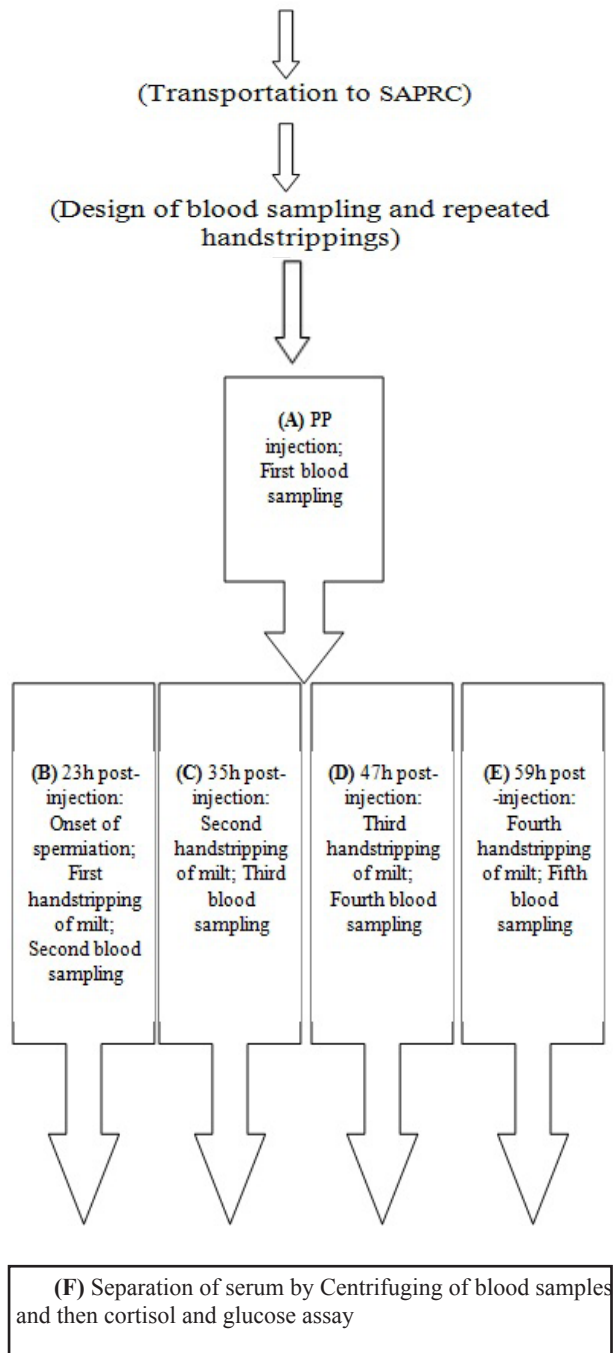 (Transportation to SAPRC)
(Design of blood sampling and repeated
handstrippings)
(A) PP
injection;
First blood
sampling
(B) 23h post-
injection:
Onset of
spermiation;
First
handstripping
of milt;
Second blood
sampling
(C) 35h post-
injection:
Second
handstripping
of milt; Third
blood
sampling
(D) 47h post-
injection:
Third
handstripping
of milt;
Fourth blood
sampling
(E) 59h post
-injection:
Fourth
handstripping
of milt; Fifth
blood
sampling
(F) Separation of serum by Centrifuging of blood samples
and then cortisol and glucose assay